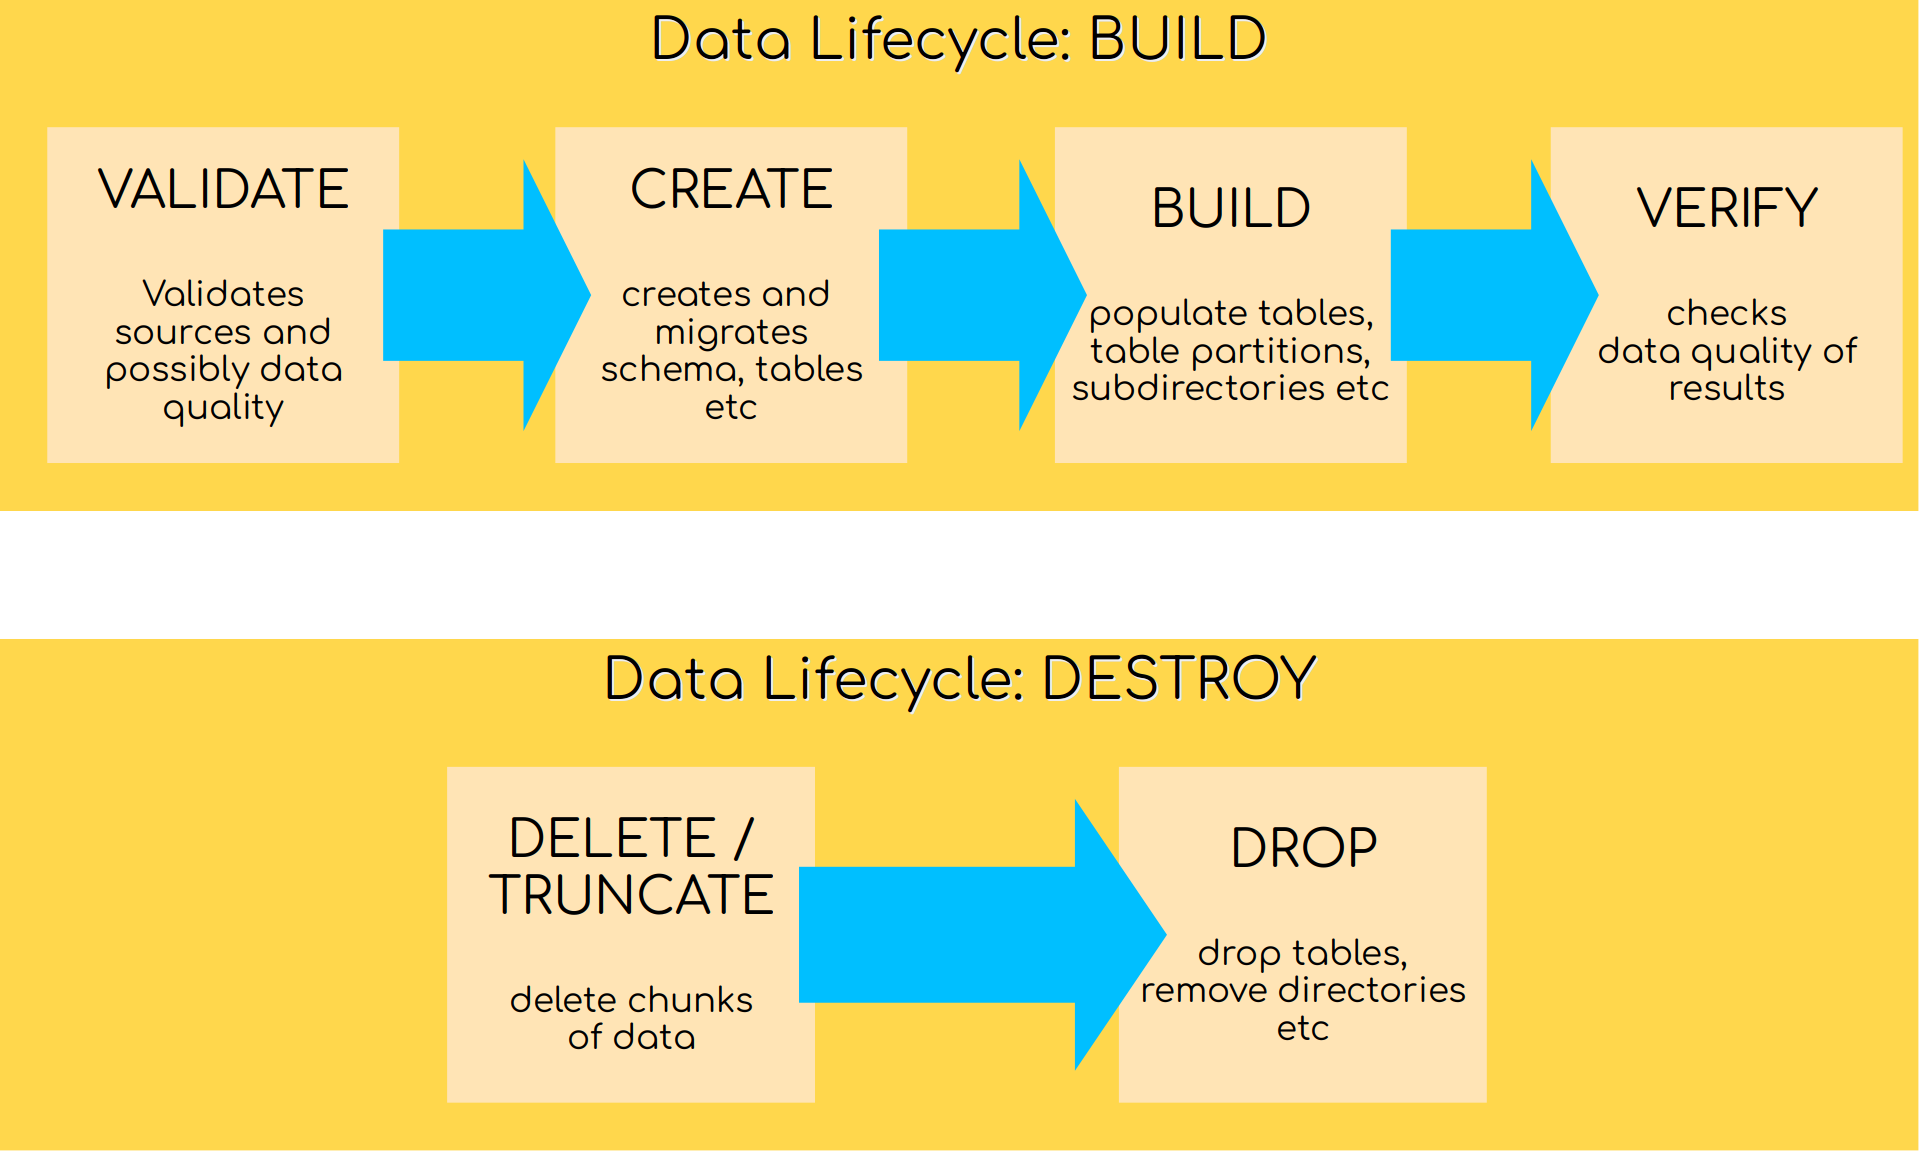 Data Lifecycle: BUILD
VALIDATE
Validates
sources and
possibly data
quality
CREATE
creates and
migrates
schema, tables
etc
BUILD
populate tables,
table partitions,
subdirectories etc
VERIFY
checks
data quality of
results
Data Lifecycle: DESTROY
DELETE /
TRUNCATE
delete chunks
of data
DROP
drop tables,
remove directories
etc